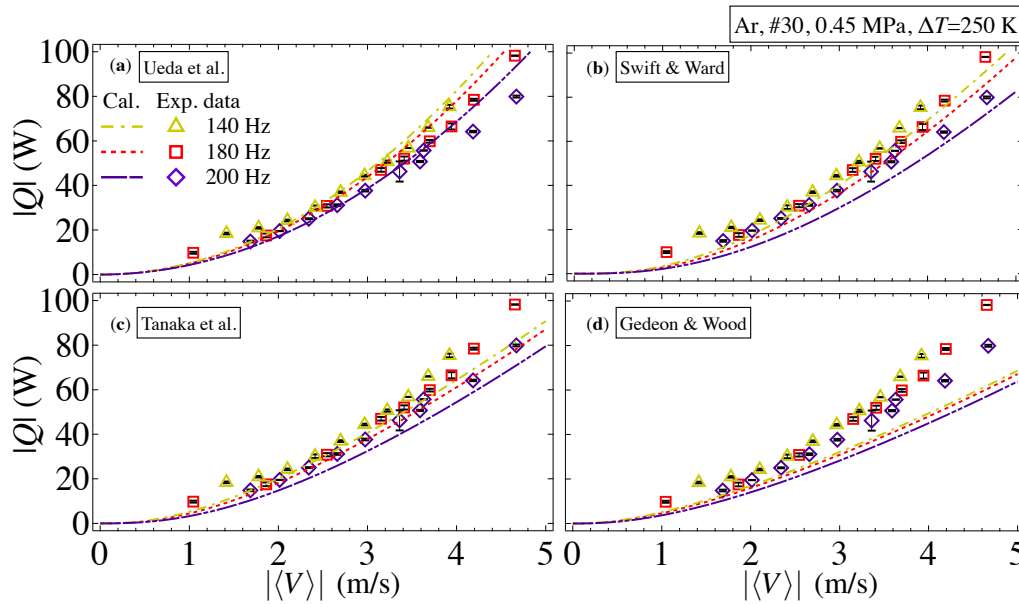 Ar, #30, 0.45 MPa, ΔT=250 K
(a) Ueda et al.
(b) Swift & Ward
Cal. Exp. data
140 Hz
180 Hz
200 Hz
100
80
60
40
20
0
|Q| (W)
(c) Tanaka et al.
(d) Gedeon & Wood
100
80
60
40
20
0
|Q| (W)
0 1 2 3 4 5
0 1 2 3 4 5
|⟨V⟩| (m/s)
|⟨V⟩| (m/s)